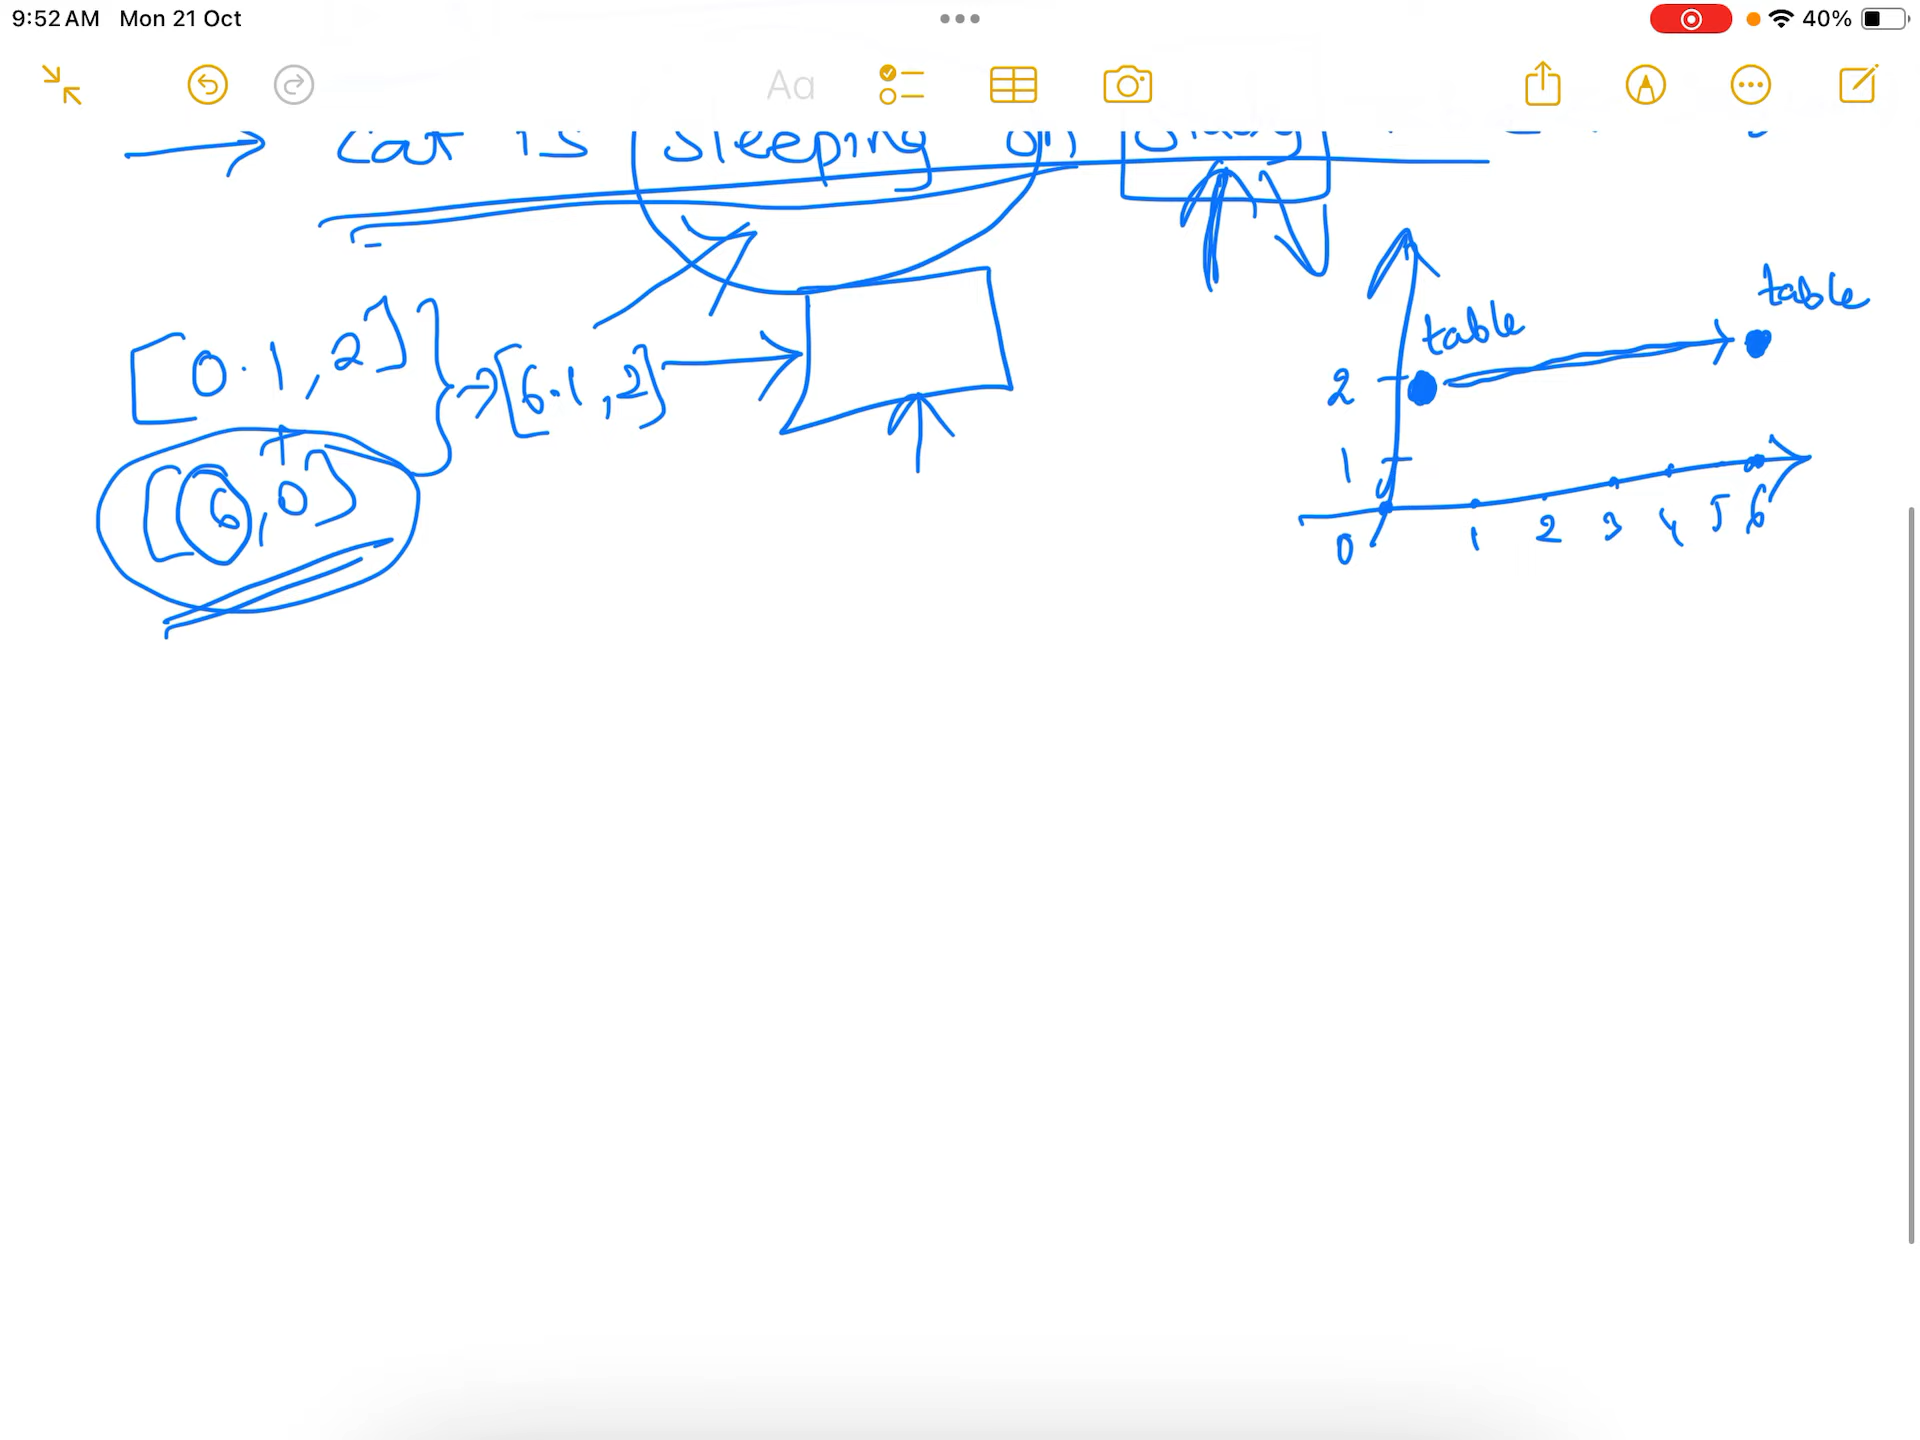 9:52 AM Mon 21 Oct
40%
Aa
cat is sleeping on
table
table
[0.1, 2]
[6.1, 2]
2
1
+
[6, 0]
0 1 2 3 4 5 6